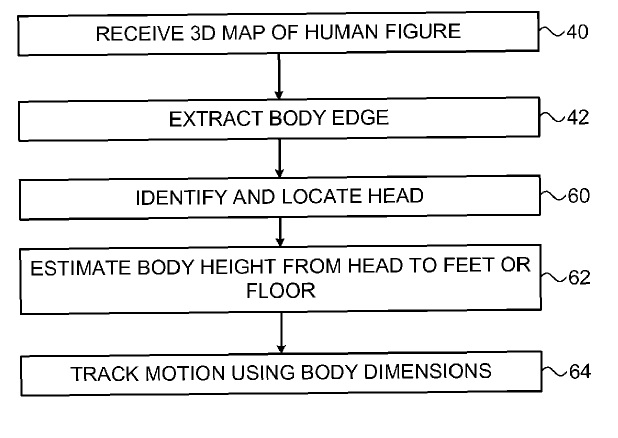 RECEIVE 3D MAP OF HUMAN FIGURE 40
EXTRACT BODY EDGE 42
IDENTIFY AND LOCATE HEAD 60
ESTIMATE BODY HEIGHT FROM HEAD TO FEET OR
FLOOR 62
TRACK MOTION USING BODY DIMENSIONS 64